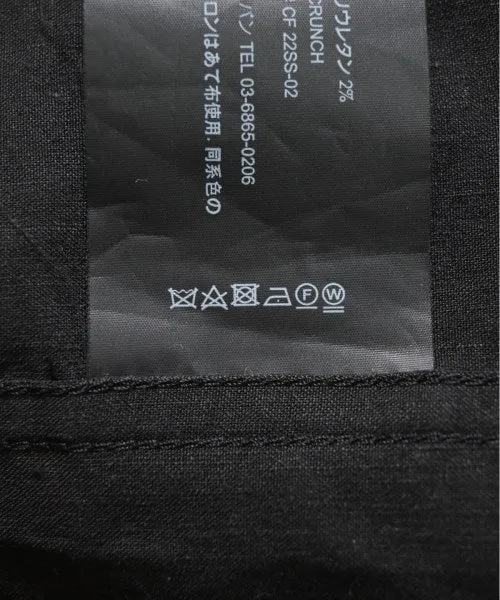 リウレタン 2%
CRUNCH
CF 22SS-02
パン TEL 03-6865-0206
ロンはあて布使用・同系色の
F W